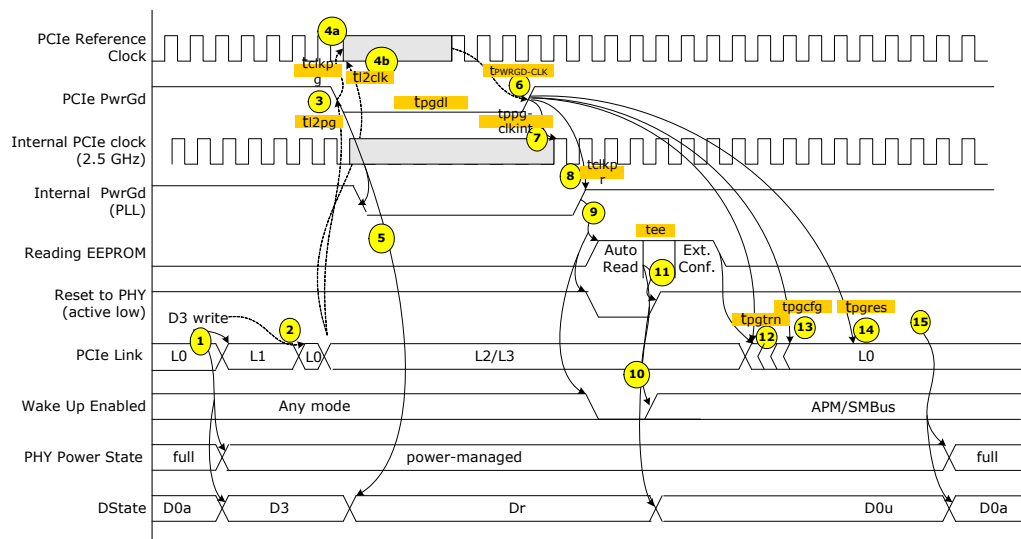 4a
PCIe Reference
Clock
4b
tclkp
g
tl2clk
tPWRGD-CLK
6
PCIe PwrGd
3
tpgdl
tl2pg
tppg-
clkint
7
Internal PCIe clock
(2.5 GHz)
8
tclkp
r
Internal PwrGd
(PLL)
9
5
tee
Reading EEPROM
Auto
Read
11
Ext.
Conf.
Reset to PHY
(active low)
D3 write
1
2
tpgtrn
12
tpgcfg
13
tpgres
14
15
PCIe Link
L0
L1
L0
L2/L3
L0
10
Wake Up Enabled
Any mode
APM/SMBus
PHY Power State
full
power-managed
full
DState
D0a
D3
Dr
D0u
D0a